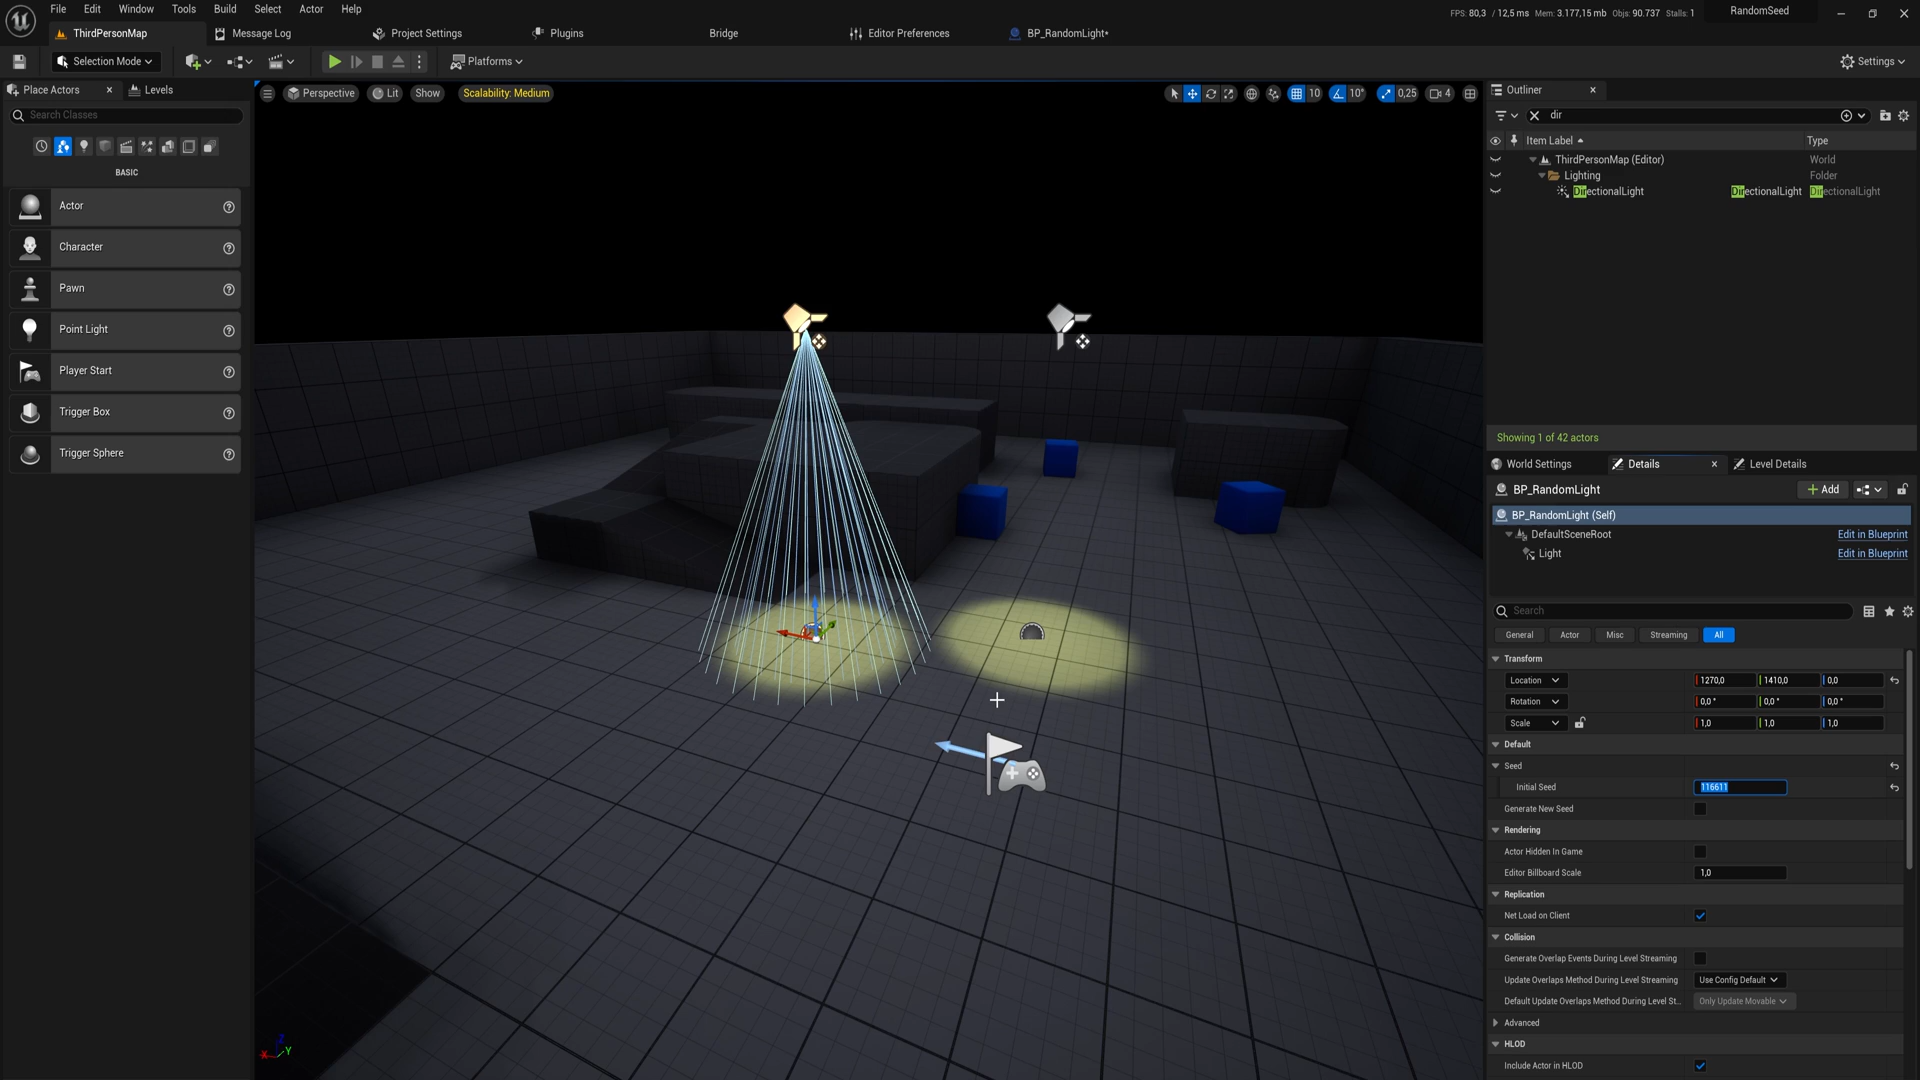 File Edit Window Tools Build Select Actor Help
FPS: 80,3 / 12,5 ms Mem: 3.177,15 mb Objs: 90.737 Stalls: 1 RandomSeed
ThirdPersonMap Message Log Project Settings Plugins Bridge Editor Preferences BP_RandomLight*
Selection Mode Platforms Settings
Place Actors Levels
Search Classes
BASIC
Actor
Character
Pawn
Point Light
Player Start
Trigger Box
Trigger Sphere
Perspective Lit Show Scalability: Medium 10 10° 0,25 4
X Z Y
Outliner
dir
Item Label Type
ThirdPersonMap (Editor) World
Lighting Folder
DirectionalLight DirectionalLight DirectionalLight
Showing 1 of 42 actors
World Settings Details Level Details
BP_RandomLight Add
BP_RandomLight (Self)
DefaultSceneRoot Edit in Blueprint
Light Edit in Blueprint
Search
General Actor Misc Streaming All
Transform
Location 1270,0 1410,0 0,0
Rotation 0,0 ° 0,0 ° 0,0 °
Scale 1,0 1,0 1,0
Default
Seed
Initial Seed 116611
Generate New Seed
Rendering
Actor Hidden In Game
Editor Billboard Scale 1,0
Replication
Net Load on Client
Collision
Generate Overlap Events During Level Streaming
Update Overlaps Method During Level Streaming Use Config Default
Default Update Overlaps Method During Level St... Only Update Movable
Advanced
HLOD
Include Actor in HLOD